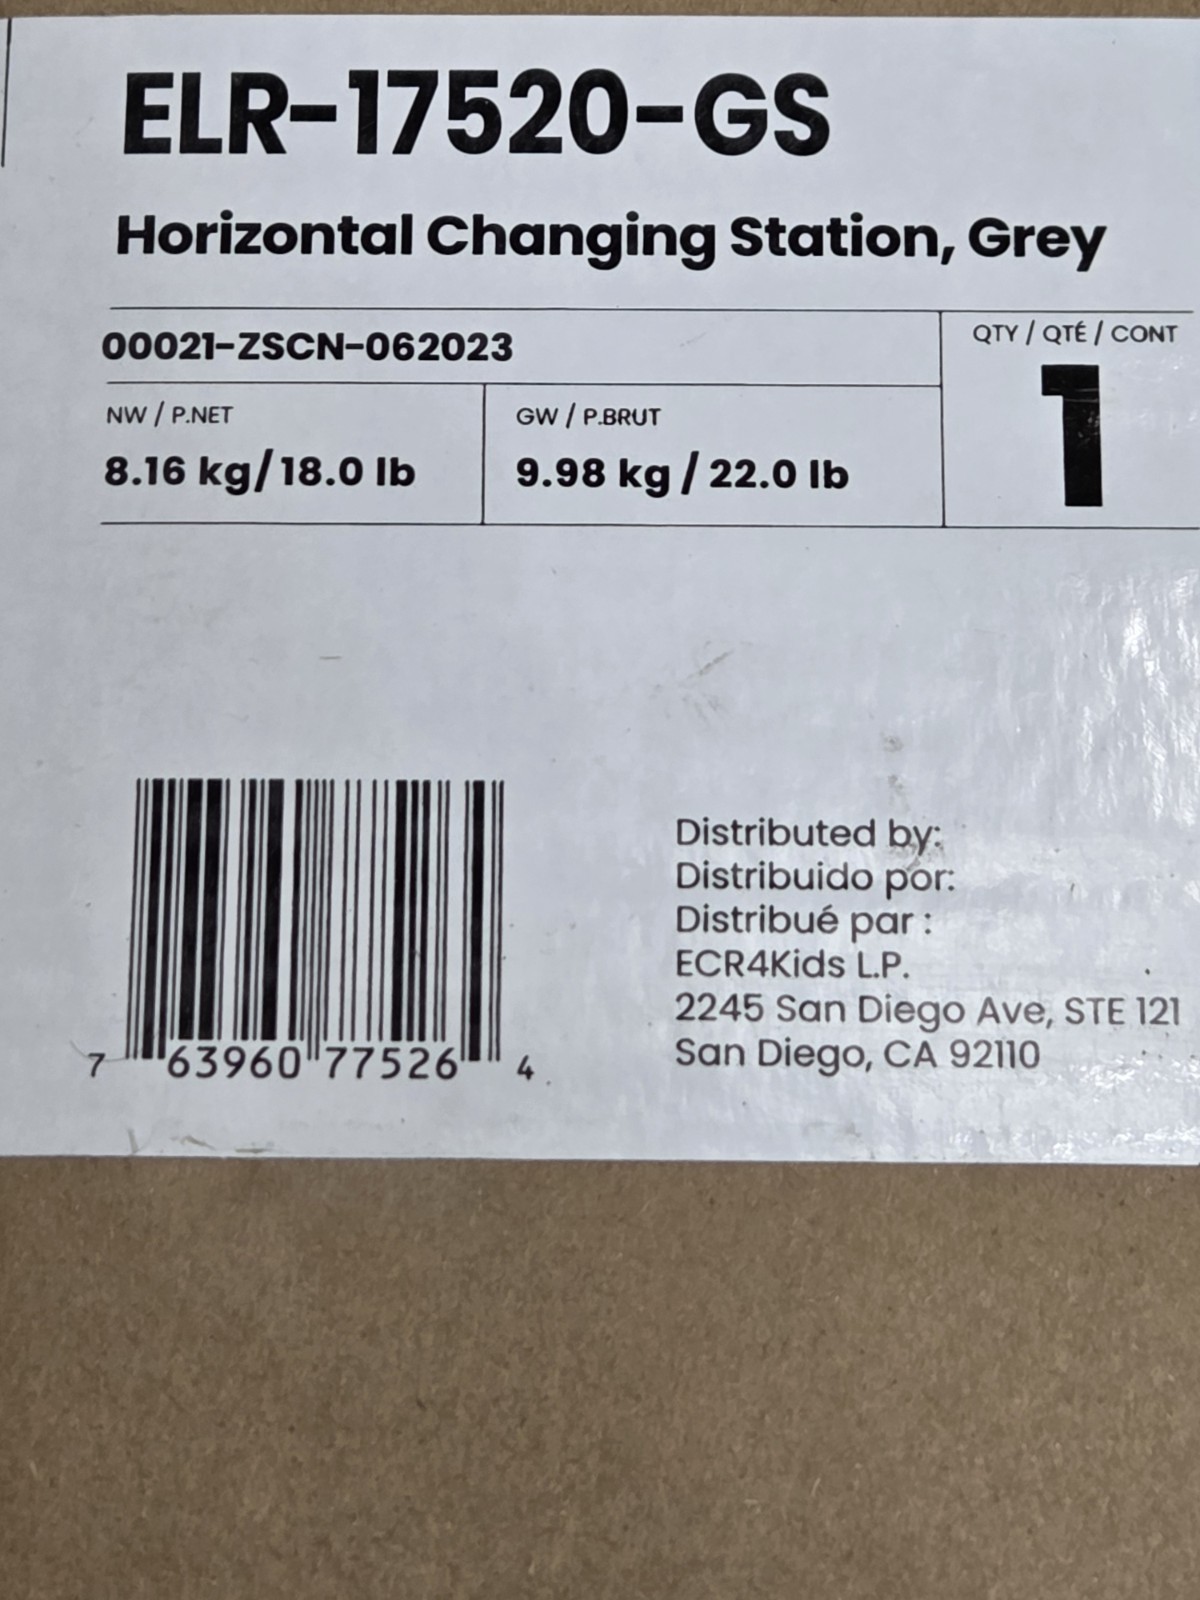 ELR-17520-GS
Horizontal Changing Station, Grey
00021-ZSCN-062023
QTY / QTÉ / CONT
1
NW / P.NET
GW / P.BRUT
8.16 kg/18.0 lb
9.98 kg / 22.0 lb
Distributed by:
Distribuido por:
Distribué par :
ECR4Kids L.P.
2245 San Diego Ave, STE 121
San Diego, CA 92110
7 63960 77526 4